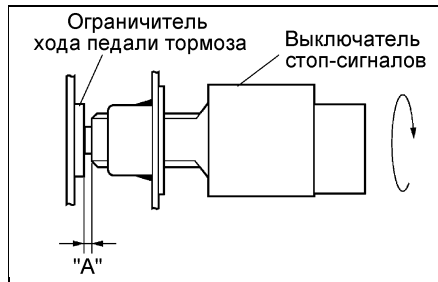 Ограничитель
хода педали тормоза
Выключатель
стоп-сигналов
"А"